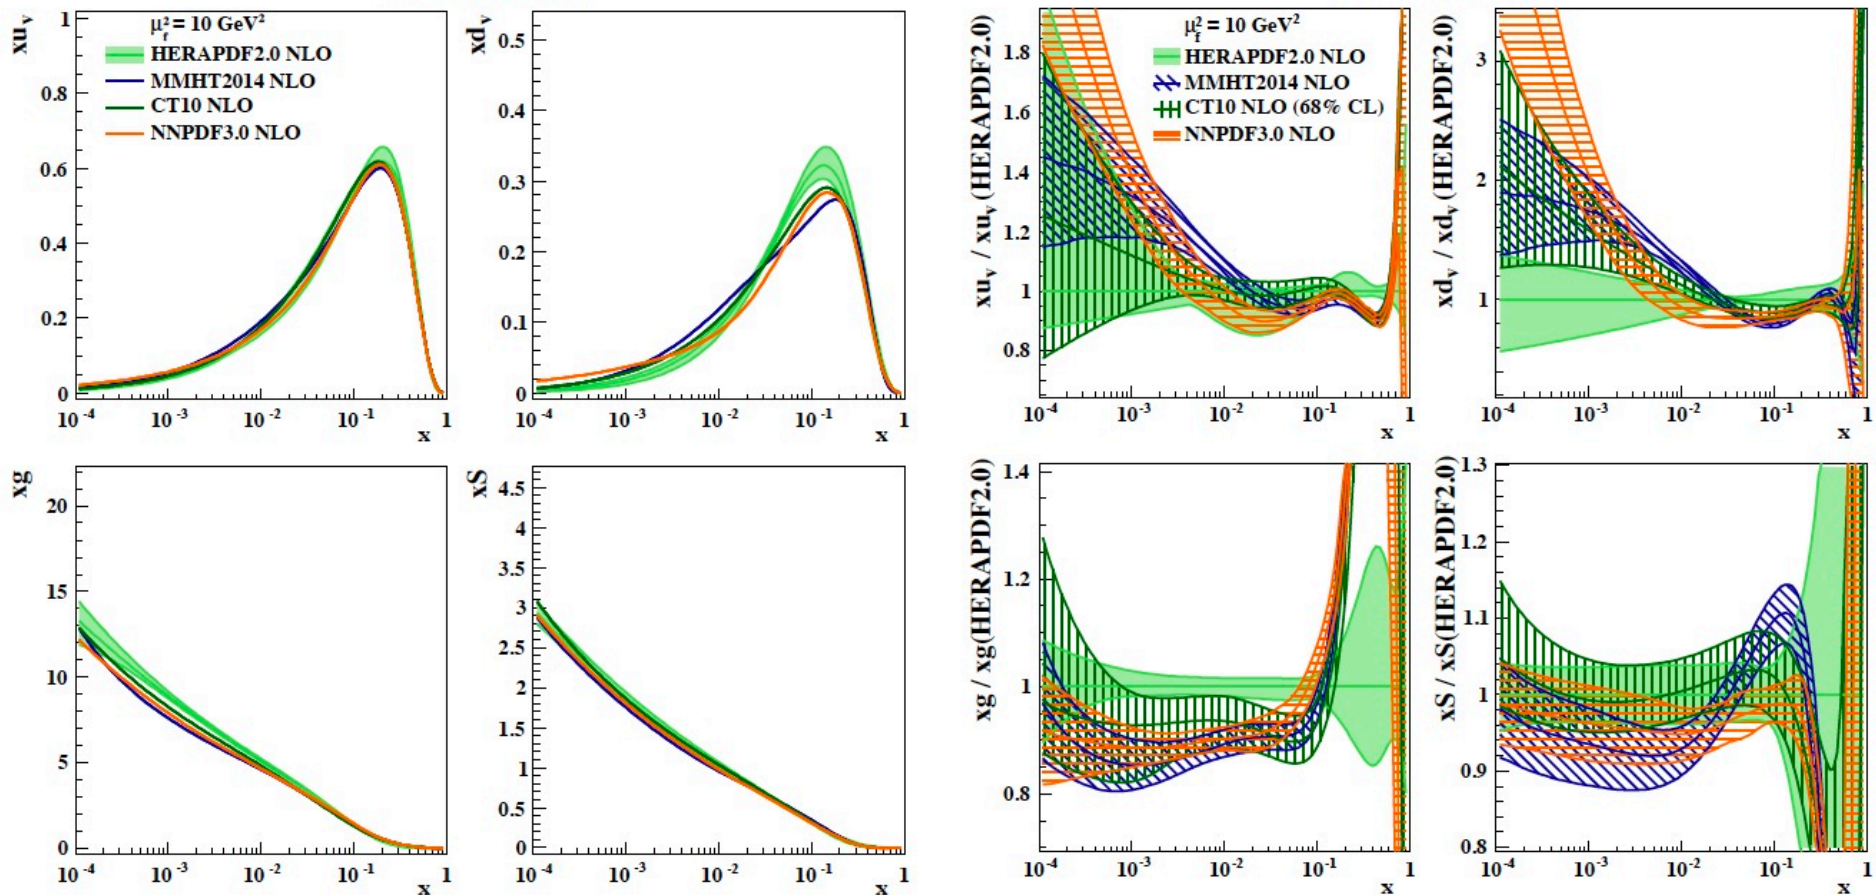 xu_v
1
0.8
0.6
0.4
0.2
0
μ_f² = 10 GeV²
HERAPDF2.0 NLO
MMHT2014 NLO
CT10 NLO
NNPDF3.0 NLO
10⁻⁴ 10⁻³ 10⁻² 10⁻¹ 1
x
xd_v
0.5
0.4
0.3
0.2
0.1
0
10⁻⁴ 10⁻³ 10⁻² 10⁻¹ 1
x
xu_v / xu_v (HERAPDF2.0)
1.8
1.6
1.4
1.2
1
0.8
μ_f² = 10 GeV²
HERAPDF2.0 NLO
MMHT2014 NLO
CT10 NLO (68% CL)
NNPDF3.0 NLO
10⁻⁴ 10⁻³ 10⁻² 10⁻¹ 1
x
xd_v / xd_v (HERAPDF2.0)
3
2
1
10⁻⁴ 10⁻³ 10⁻² 10⁻¹ 1
x
xg
20
15
10
5
0
10⁻⁴ 10⁻³ 10⁻² 10⁻¹ 1
x
xS
4.5
4
3.5
3
2.5
2
1.5
1
0.5
0
10⁻⁴ 10⁻³ 10⁻² 10⁻¹ 1
x
xg / xg(HERAPDF2.0)
1.4
1.2
1
0.8
10⁻⁴ 10⁻³ 10⁻² 10⁻¹ 1
x
xS / xS(HERAPDF2.0)
1.3
1.2
1.1
1
0.9
0.8
10⁻⁴ 10⁻³ 10⁻² 10⁻¹ 1
x